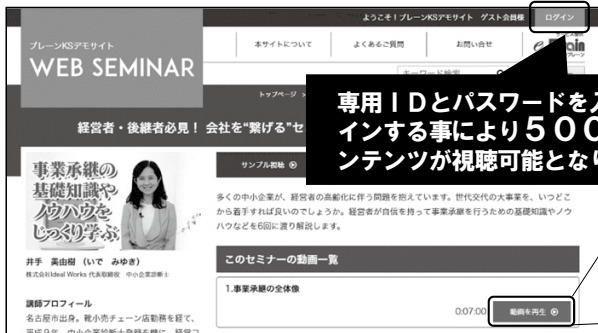 ようこそ！ブレーンKSデモサイト ゲスト会員様
ログイン
ブレーンKSデモサイト
WEB SEMINAR
本サイトについて
よくあるご質問
お問い合せ
キーワード検索
トップページ >
経営者・後継者必見！ 会社を“繋げる”セ
専用ＩＤとパスワードを入
インする事により５００
ンテンツが視聴可能となり
事業承継の
基礎知識や
ノウハウを
じっくり学ぶ
サンプル視聴
多くの中小企業が、経営者の高齢化に伴う問題を抱えています。世代交代の大事業を、いつどこ
から着手すれば良いのでしょうか。経営者が自信を持って事業承継を行うための基礎知識やノウ
ハウなどを6回に渡り解説します。
井手 美由樹（いで みゆき）
株式会社Ideal Works 代表取締役 中小企業診断士
このセミナーの動画一覧
1.事業承継の全体像
0:07:00
動画を再生
講師プロフィール
名古屋市出身。靴小売チェーン店勤務を経て、